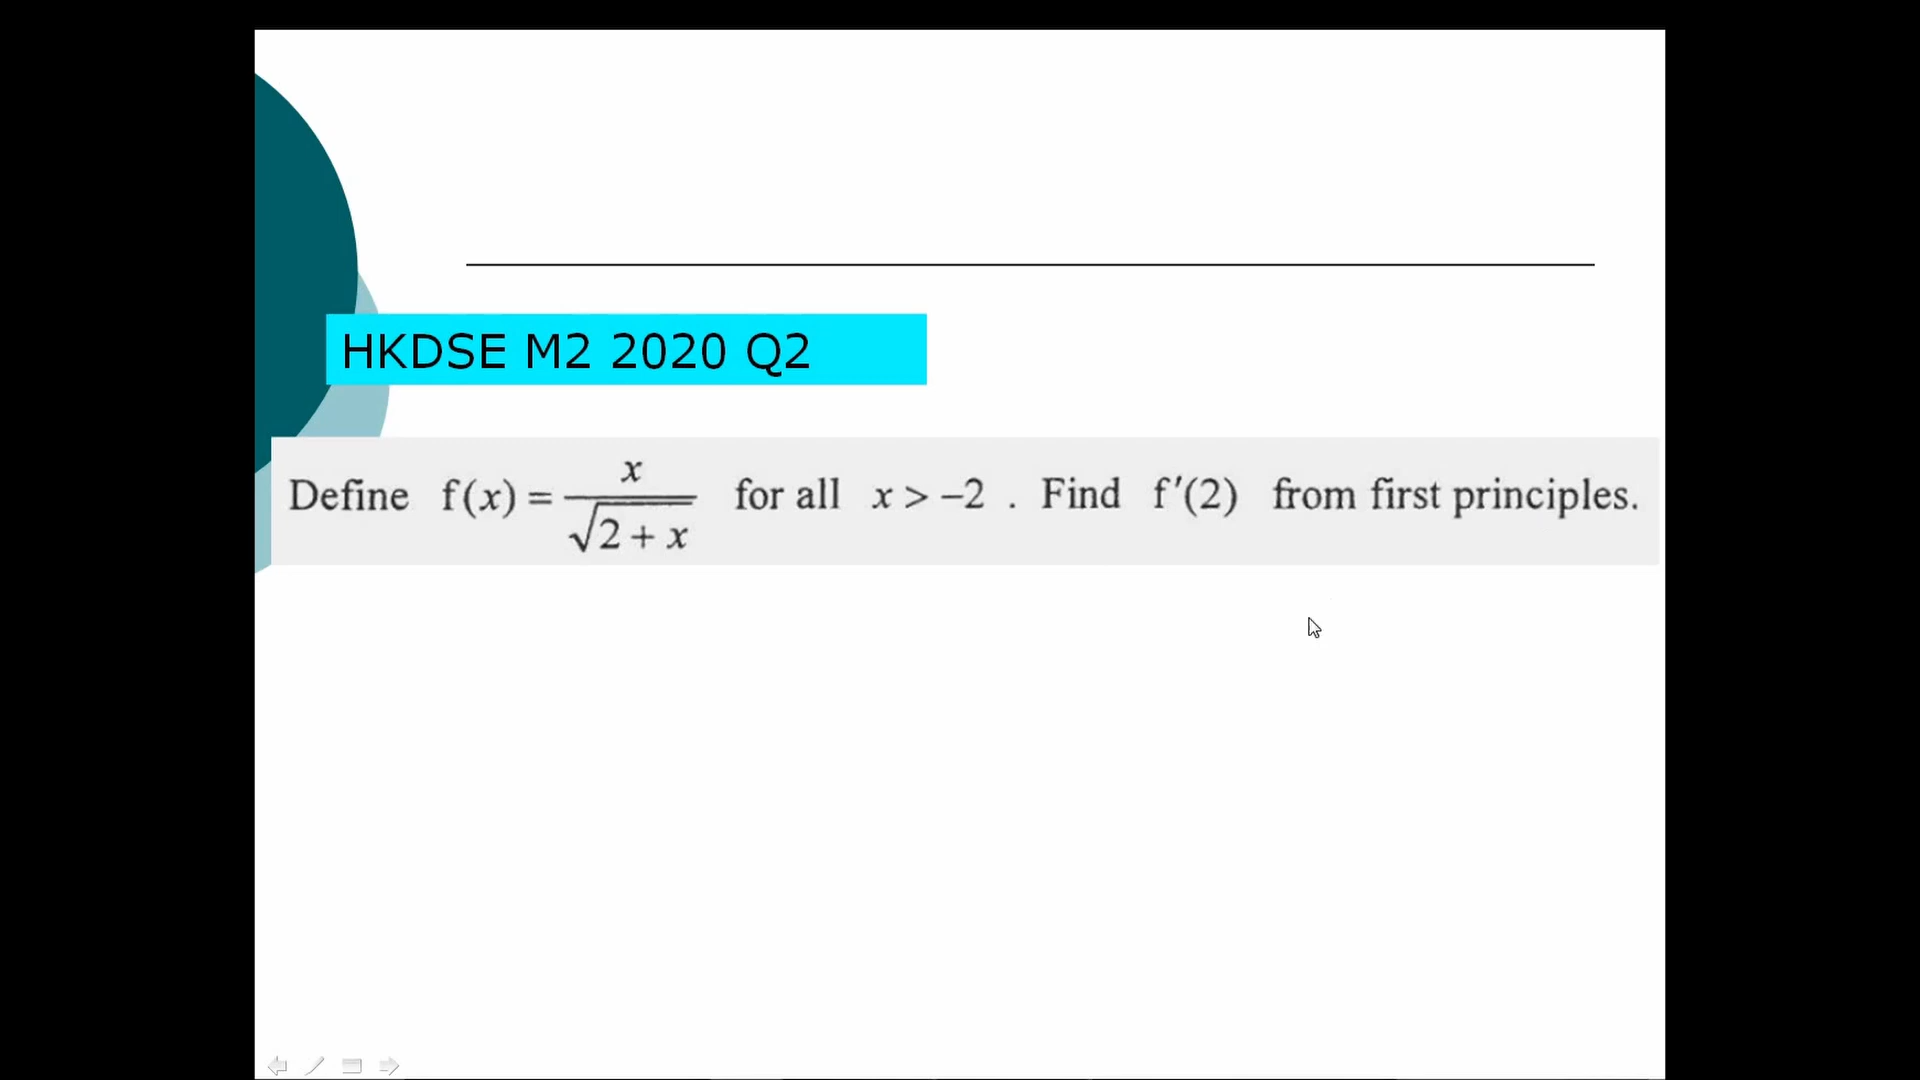 HKDSE M2 2020 Q2
Define f(x) = x/√(2 + x) for all x > −2 . Find f′(2) from first principles.